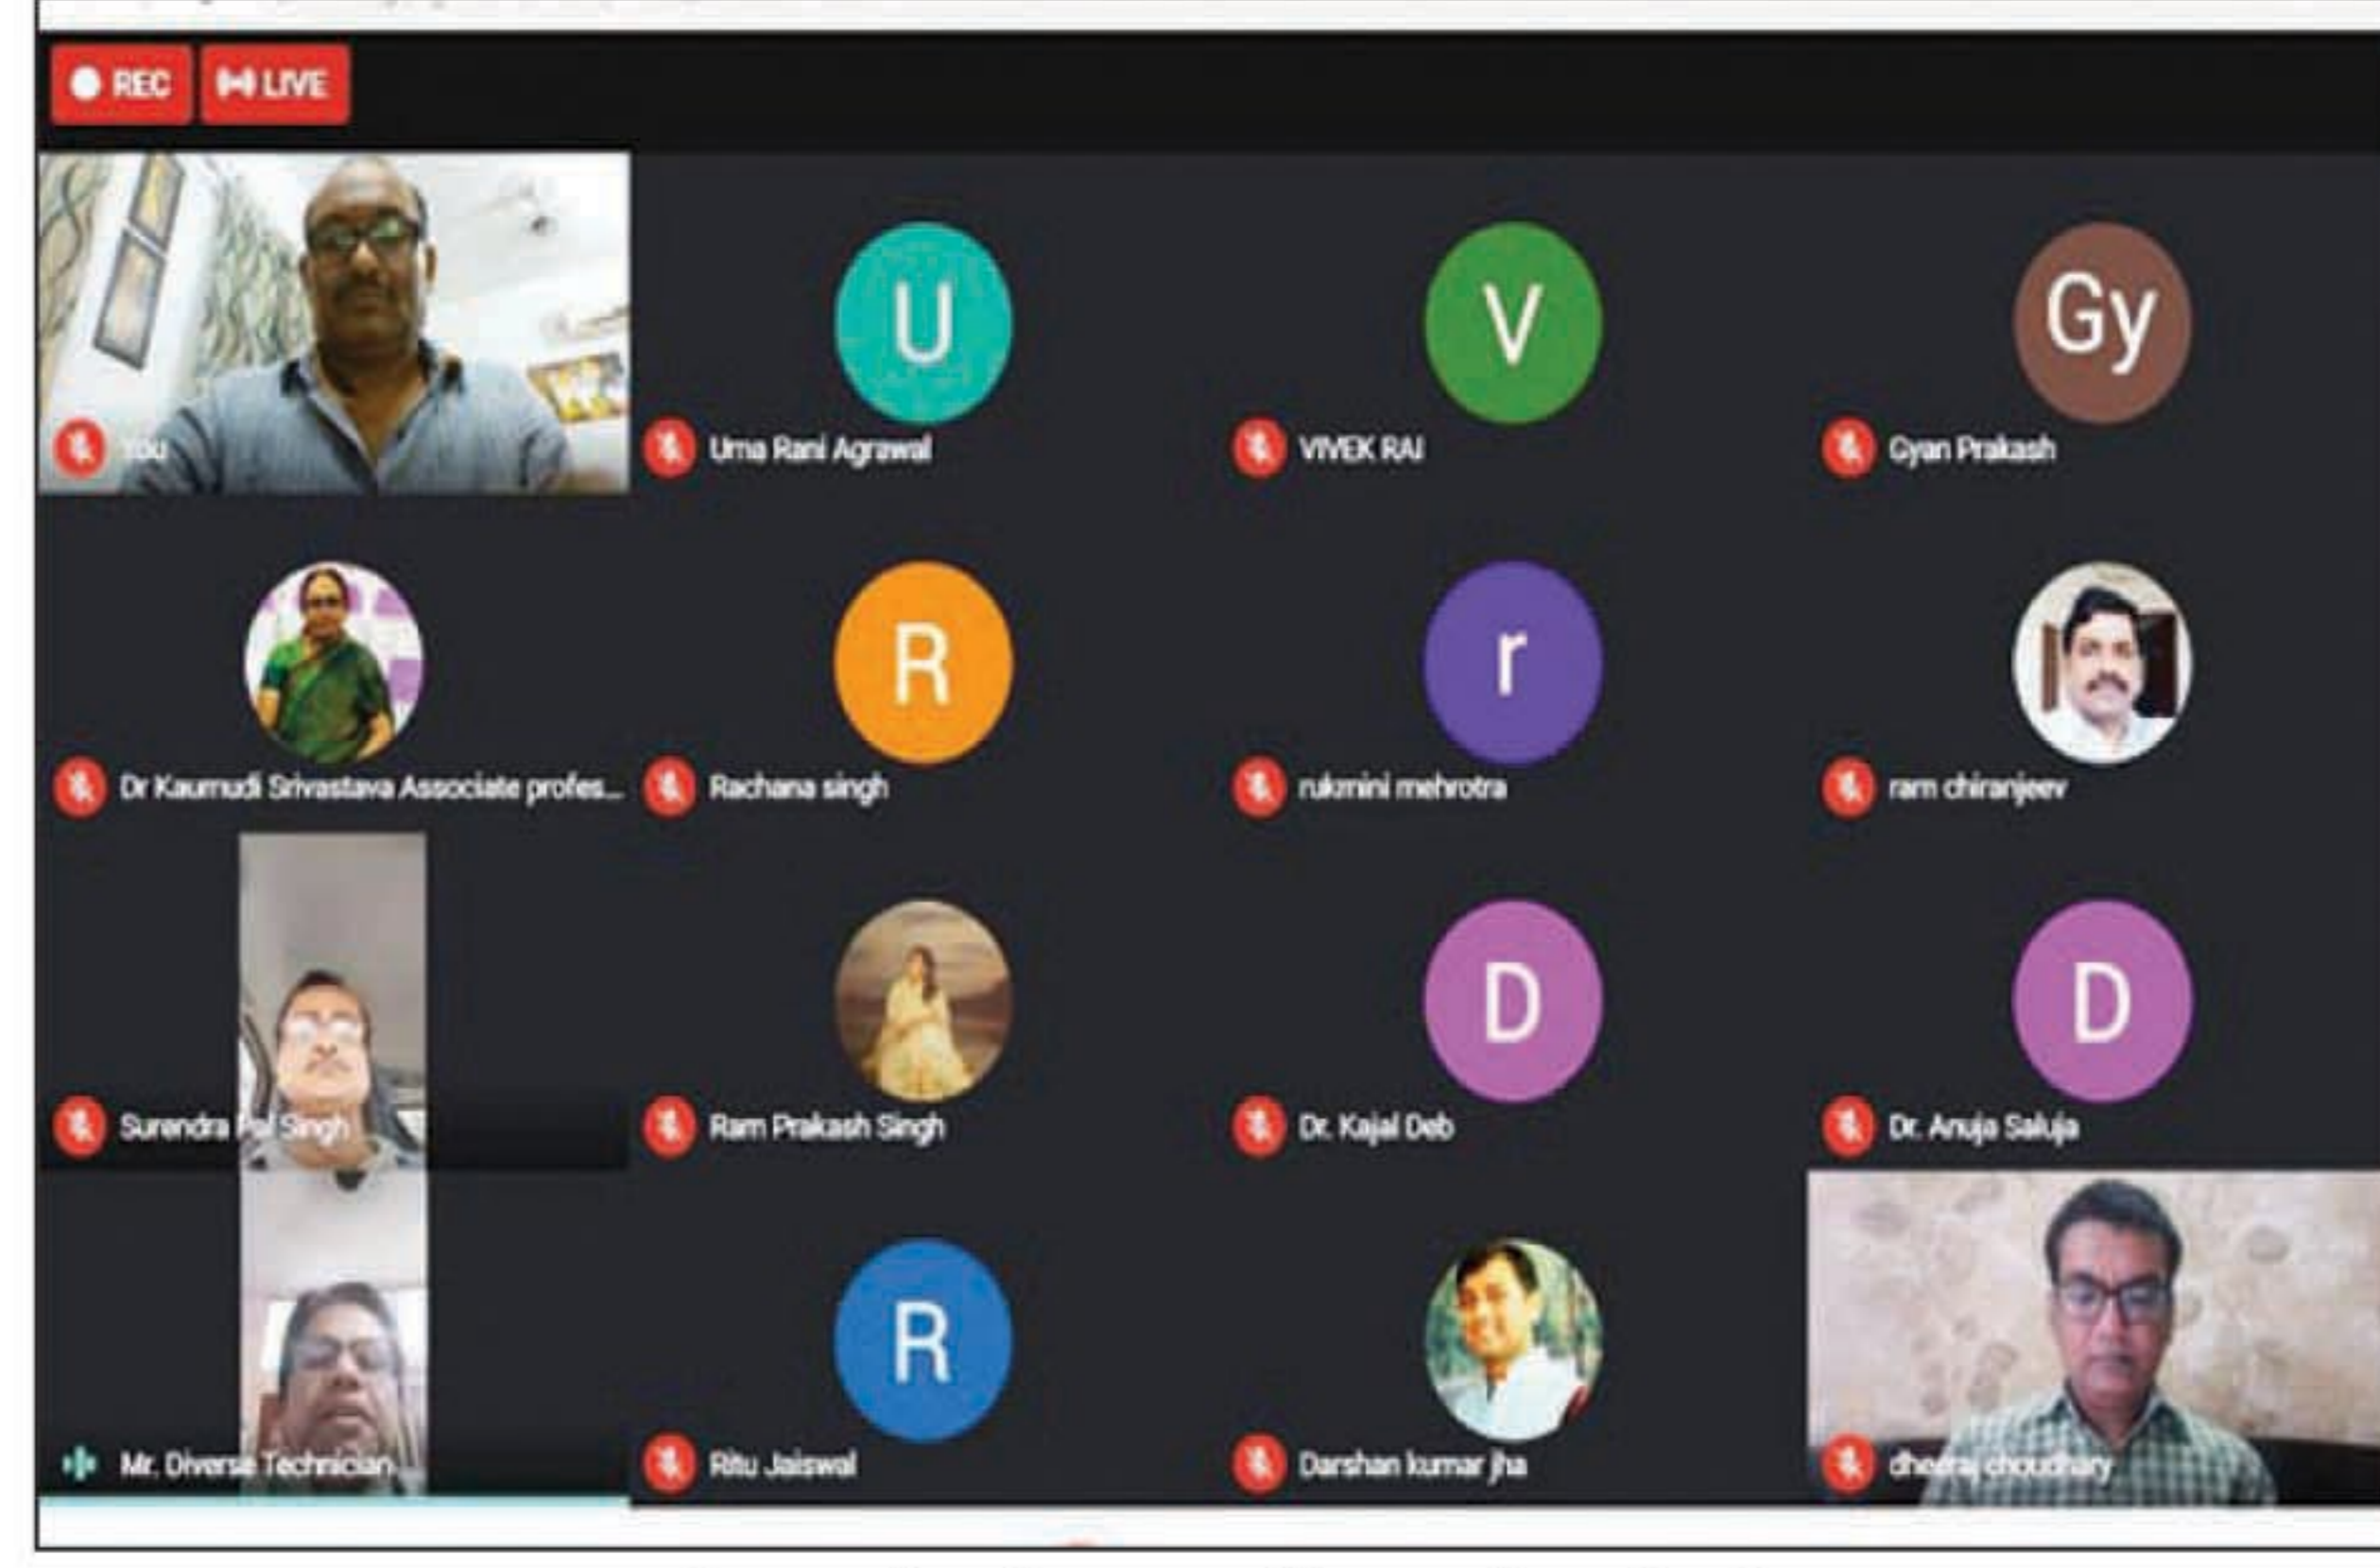 REC LIVE
U V Gy
You Uma Rani Agrawal VIVEK RAI Gyan Prakash
R r
Dr Kaumudi Srivastava Associate profes... Rachana singh rukmini mehrotra ram chiranjeev
D D
Surendra Pal Singh Ram Prakash Singh Dr. Kajal Deb Dr. Anuja Saluja
R
Mr. Diverse Technician Ritu Jaiswal Darshan kumar jha dheeraj choudhary